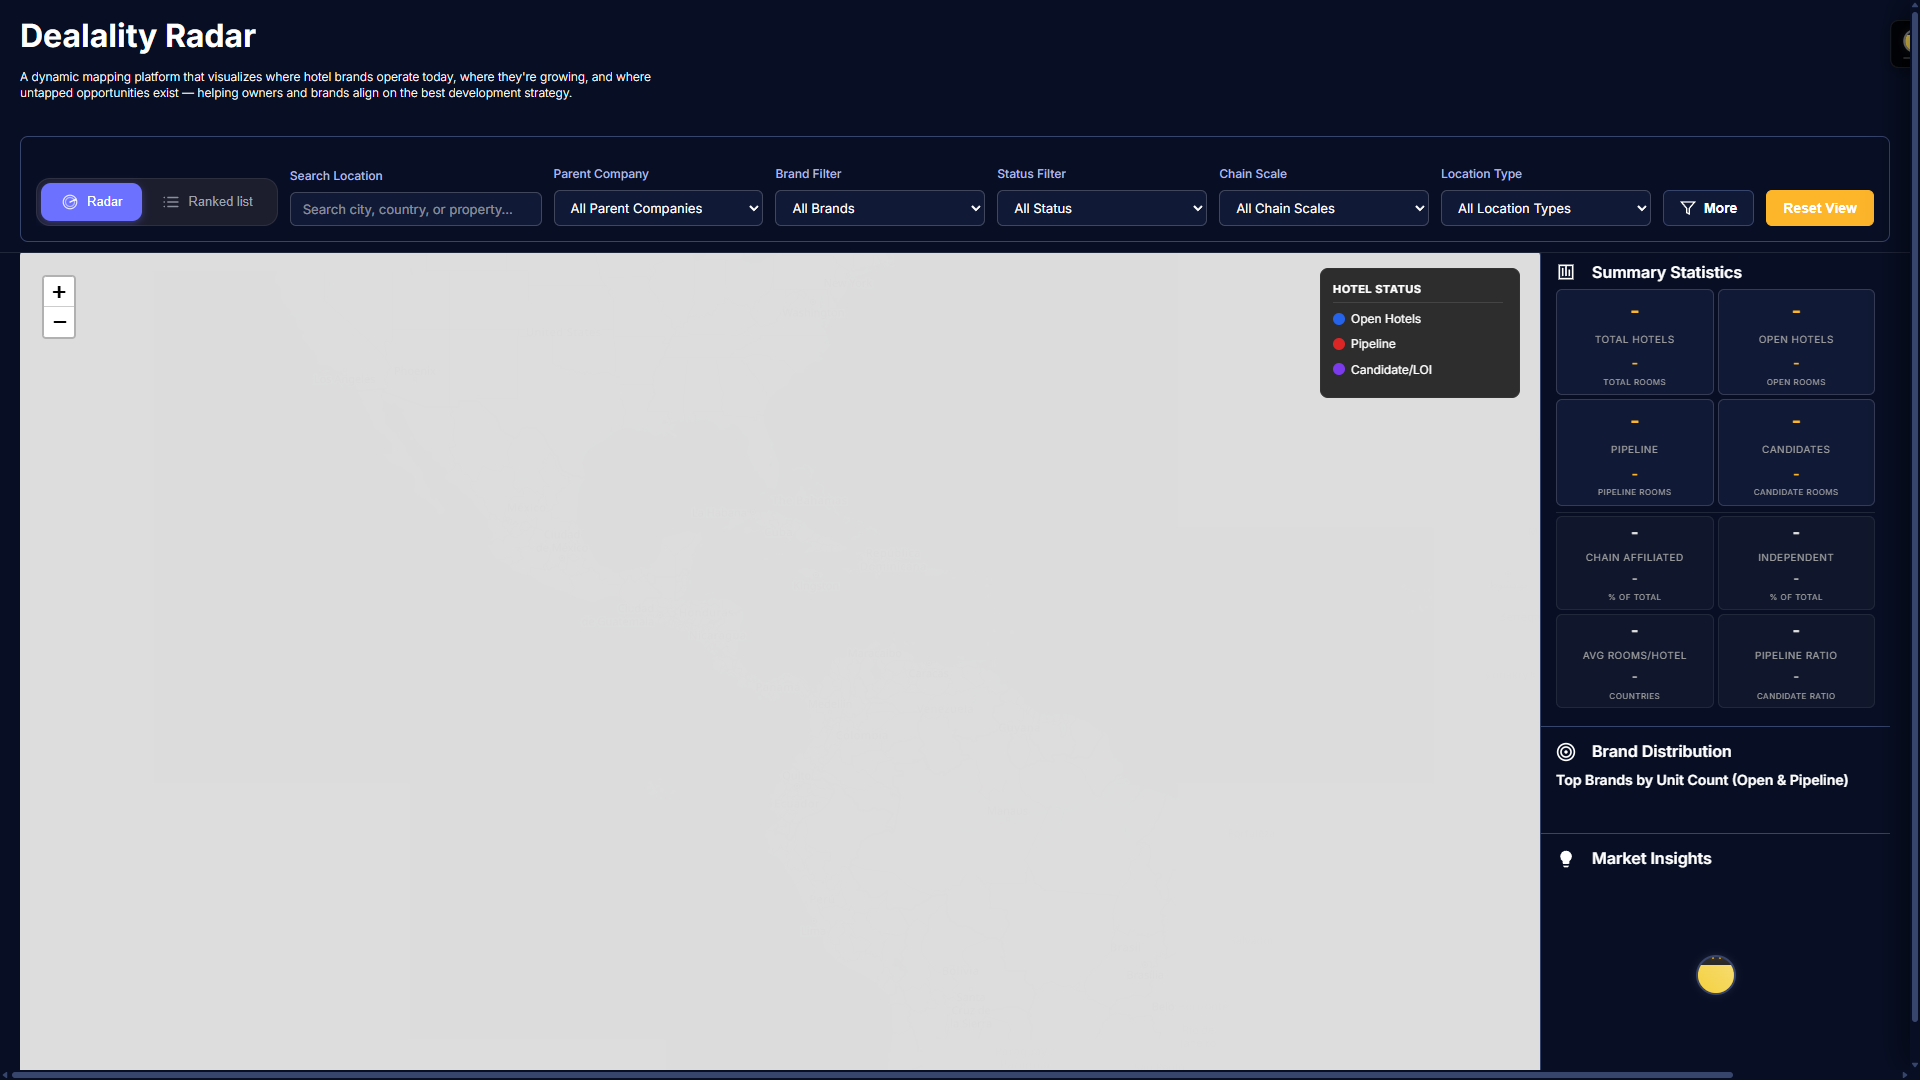 Dealality Radar
A dynamic mapping platform that visualizes where hotel brands operate today, where they're growing, and where
untapped opportunities exist — helping owners and brands align on the best development strategy.
Radar
Ranked list
Search Location
Search city, country, or property...
Parent Company
All Parent Companies
Brand Filter
All Brands
Status Filter
All Status
Chain Scale
All Chain Scales
Location Type
All Location Types
More
Reset View
+
−
HOTEL STATUS
Open Hotels
Pipeline
Candidate/LOI
Summary Statistics
-
TOTAL HOTELS
-
TOTAL ROOMS
-
OPEN HOTELS
-
OPEN ROOMS
-
PIPELINE
-
PIPELINE ROOMS
-
CANDIDATES
-
CANDIDATE ROOMS
-
CHAIN AFFILIATED
-
% OF TOTAL
-
INDEPENDENT
-
% OF TOTAL
-
AVG ROOMS/HOTEL
-
COUNTRIES
-
PIPELINE RATIO
-
CANDIDATE RATIO
Brand Distribution
Top Brands by Unit Count (Open & Pipeline)
Market Insights